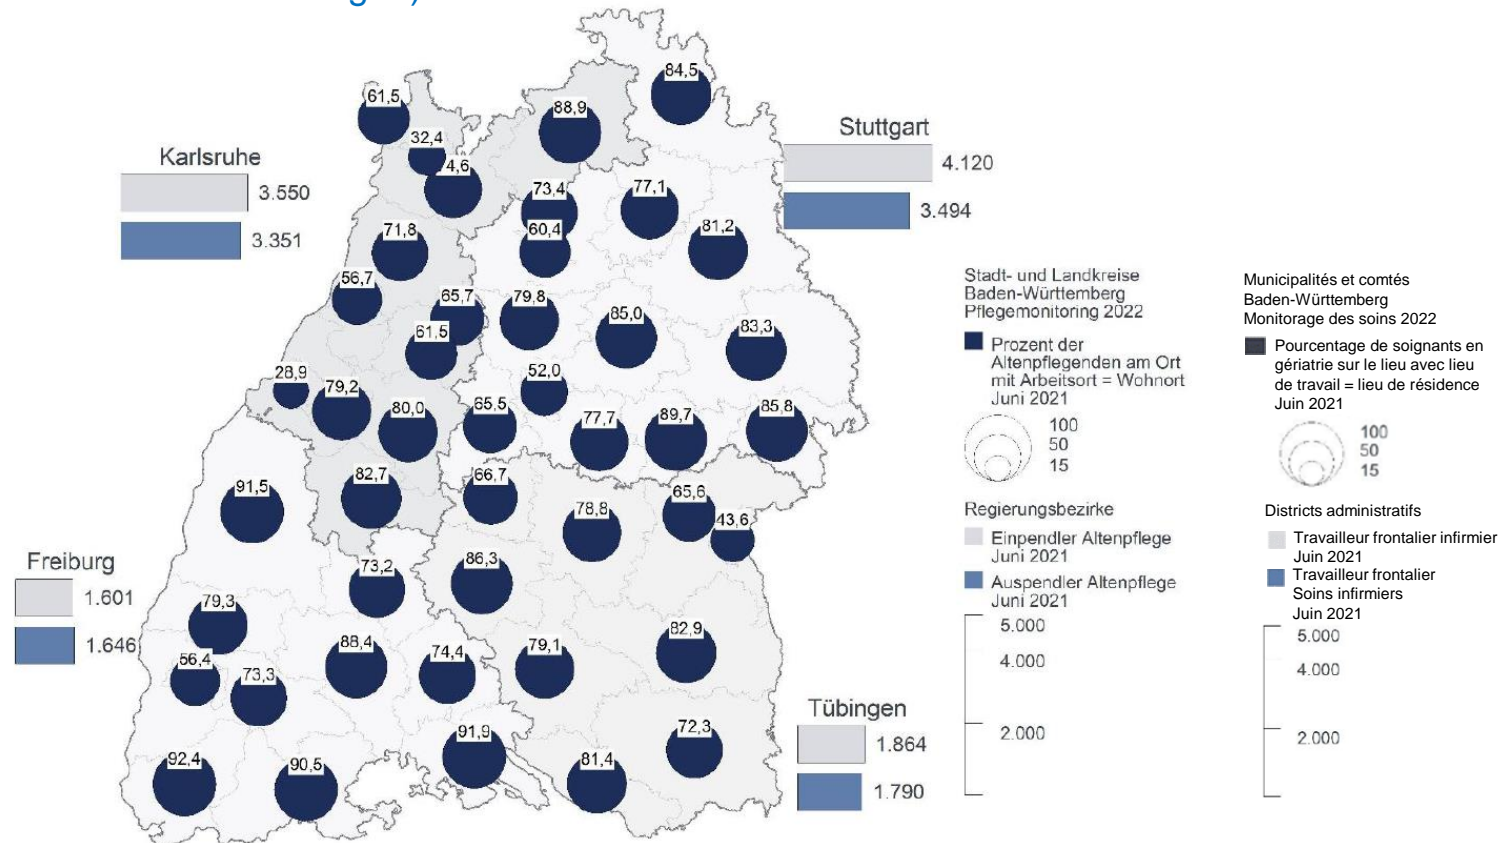 84,5
61,5
88,9
32,4
4,6
Stuttgart
4.120
3.494
Karlsruhe
3.550
3.351
73,4
77,1
60,4
81,2
71,8
56,7
65,7
79,8
85,0
61,5
83,3
28,9
79,2
80,0
52,0
65,5
77,7
89,7
85,8
91,5
82,7
66,7
78,8
65,6
43,6
Freiburg
1.601
1.646
73,2
86,3
79,3
56,4
73,3
88,4
74,4
79,1
82,9
91,9
92,4
90,5
81,4
72,3
Tübingen
1.864
1.790
Stadt- und Landkreise
Baden-Württemberg
Pflegemonitoring 2022
Prozent der
Altenpflegenden am Ort
mit Arbeitsort = Wohnort
Juni 2021
100
50
15
Regierungsbezirke
Einpendler Altenpflege
Juni 2021
Auspendler Altenpflege
Juni 2021
5.000
4.000
2.000
Municipalités et comtés
Baden-Württemberg
Monitorage des soins 2022
Pourcentage de soignants en
gériatrie sur le lieu avec lieu
de travail = lieu de résidence
Juin 2021
100
50
15
Districts administratifs
Travailleur frontalier infirmier
Juin 2021
Travailleur frontalier
Soins infirmiers
Juin 2021
5.000
4.000
2.000